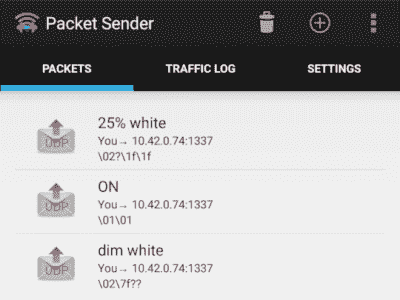 Packet Sender
PACKETS TRAFFIC LOG SETTINGS
25% white
UDP You→ 10.42.0.74:1337
\02?\1f\1f
ON
UDP You→ 10.42.0.74:1337
\01\01
dim white
UDP You→ 10.42.0.74:1337
\02\7f??